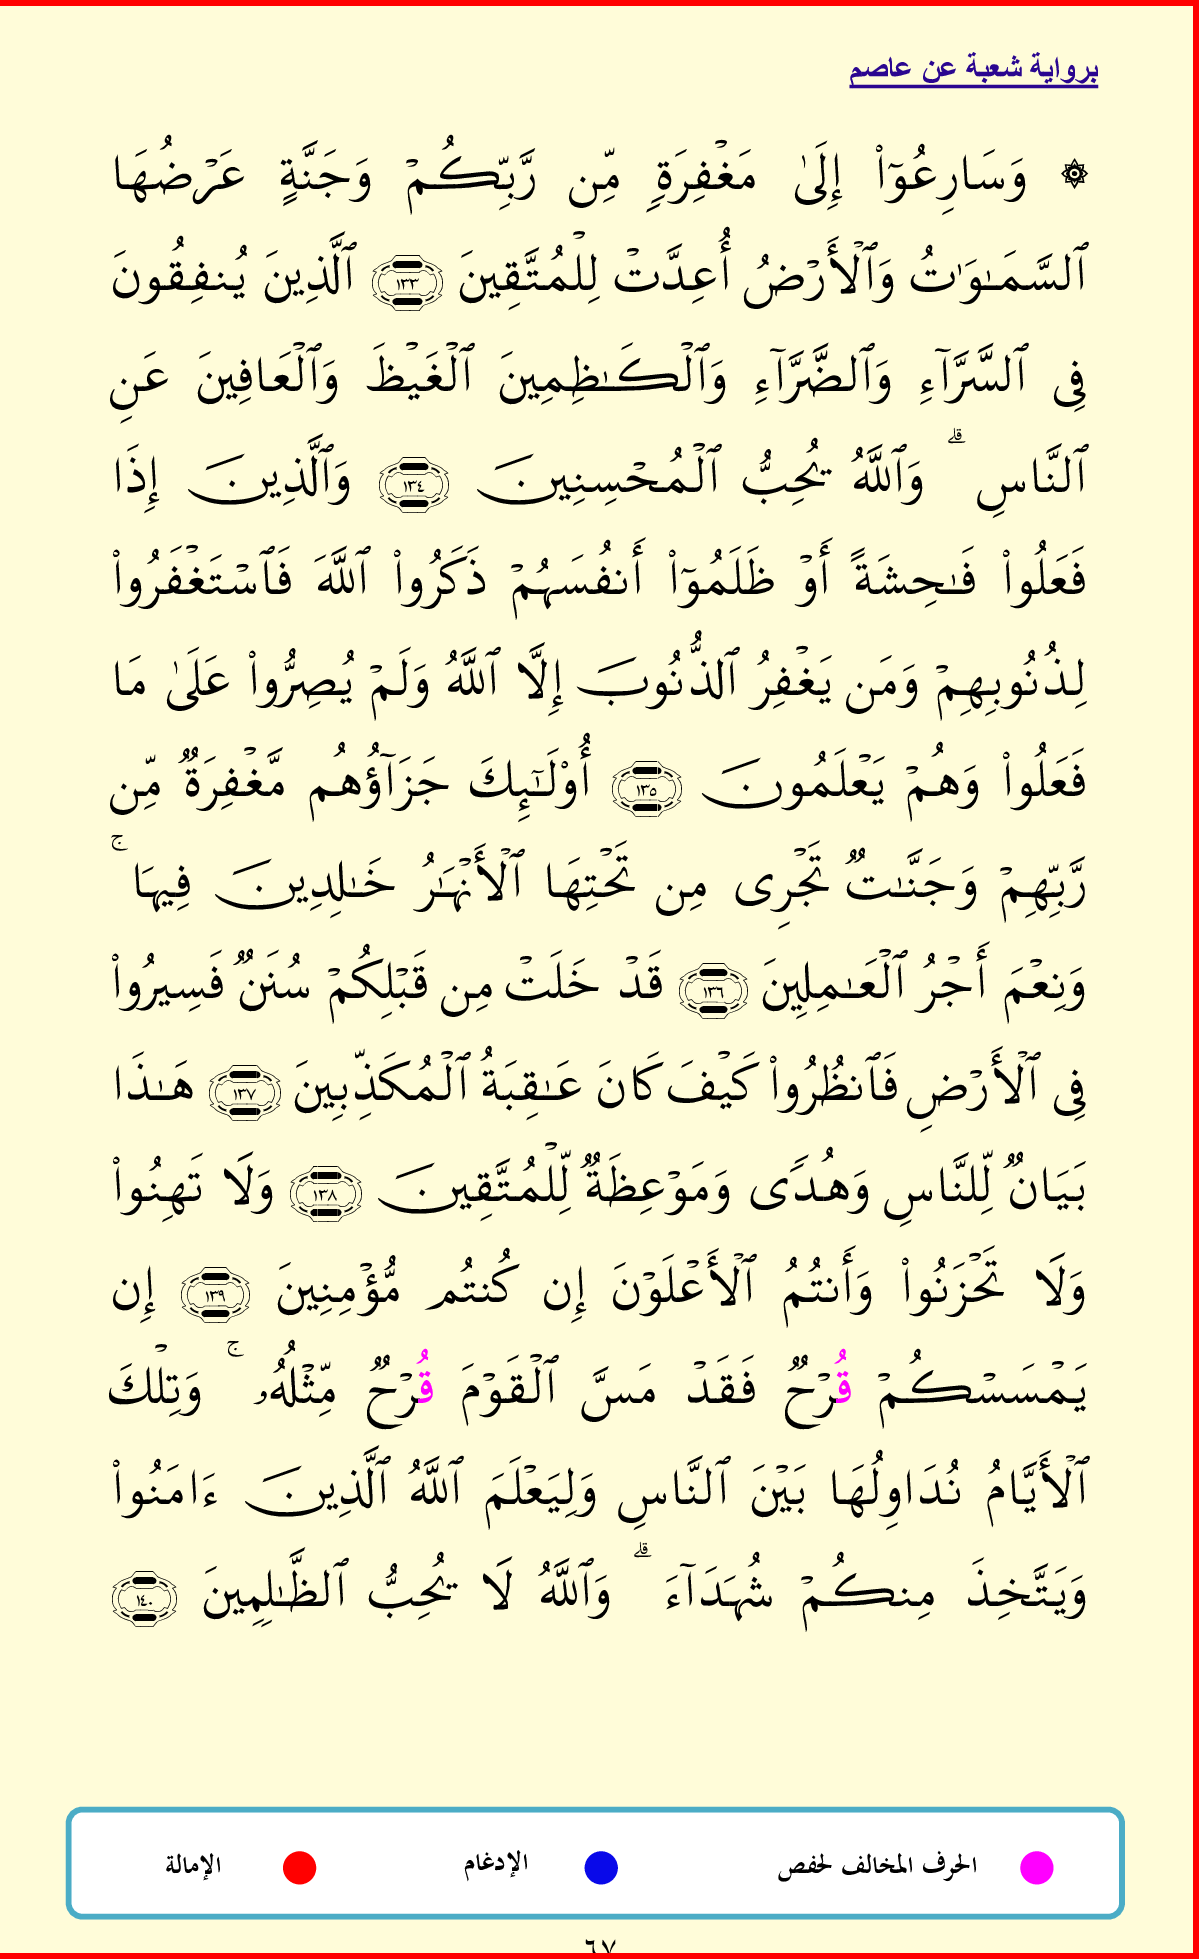 برواية شعبة عن عاصم
۞ وَسَارِعُوٓا۟ إِلَىٰ مَغْفِرَةٍ مِّن رَّبِّكُمْ وَجَنَّةٍ عَرْضُهَا
ٱلسَّمَـٰوَٰتُ وَٱلْأَرْضُ أُعِدَّتْ لِلْمُتَّقِينَ ١٣٣ ٱلَّذِينَ يُنفِقُونَ
فِى ٱلسَّرَّآءِ وَٱلضَّرَّآءِ وَٱلْكَـٰظِمِينَ ٱلْغَيْظَ وَٱلْعَافِينَ عَنِ
ٱلنَّاسِ ۗ وَٱللَّهُ يُحِبُّ ٱلْمُحْسِنِينَ ١٣٤ وَٱلَّذِينَ إِذَا
فَعَلُوا۟ فَـٰحِشَةً أَوْ ظَلَمُوٓا۟ أَنفُسَهُمْ ذَكَرُوا۟ ٱللَّهَ فَٱسْتَغْفَرُوا۟
لِذُنُوبِهِمْ وَمَن يَغْفِرُ ٱلذُّنُوبَ إِلَّا ٱللَّهُ وَلَمْ يُصِرُّوا۟ عَلَىٰ مَا
فَعَلُوا۟ وَهُمْ يَعْلَمُونَ ١٣٥ أُو۟لَـٰٓئِكَ جَزَآؤُهُم مَّغْفِرَةٌ مِّن
رَّبِّهِمْ وَجَنَّـٰتٌ تَجْرِى مِن تَحْتِهَا ٱلْأَنْهَـٰرُ خَـٰلِدِينَ فِيهَا ۚ
وَنِعْمَ أَجْرُ ٱلْعَـٰمِلِينَ ١٣٦ قَدْ خَلَتْ مِن قَبْلِكُمْ سُنَنٌ فَسِيرُوا۟
فِى ٱلْأَرْضِ فَٱنظُرُوا۟ كَيْفَ كَانَ عَـٰقِبَةُ ٱلْمُكَذِّبِينَ ١٣٧ هَـٰذَا
بَيَانٌ لِّلنَّاسِ وَهُدًى وَمَوْعِظَةٌ لِّلْمُتَّقِينَ ١٣٨ وَلَا تَهِنُوا۟
وَلَا تَحْزَنُوا۟ وَأَنتُمُ ٱلْأَعْلَوْنَ إِن كُنتُم مُّؤْمِنِينَ ١٣٩ إِن
يَمْسَسْكُمْ قُرْحٌ فَقَدْ مَسَّ ٱلْقَوْمَ قُرْحٌ مِّثْلُهُۥ ۚ وَتِلْكَ
ٱلْأَيَّامُ نُدَاوِلُهَا بَيْنَ ٱلنَّاسِ وَلِيَعْلَمَ ٱللَّهُ ٱلَّذِينَ ءَامَنُوا۟
وَيَتَّخِذَ مِنكُمْ شُهَدَآءَ ۗ وَٱللَّهُ لَا يُحِبُّ ٱلظَّـٰلِمِينَ ١٤٠
الحرف المخالف لحفص الإدغام الإمالة
٦٧